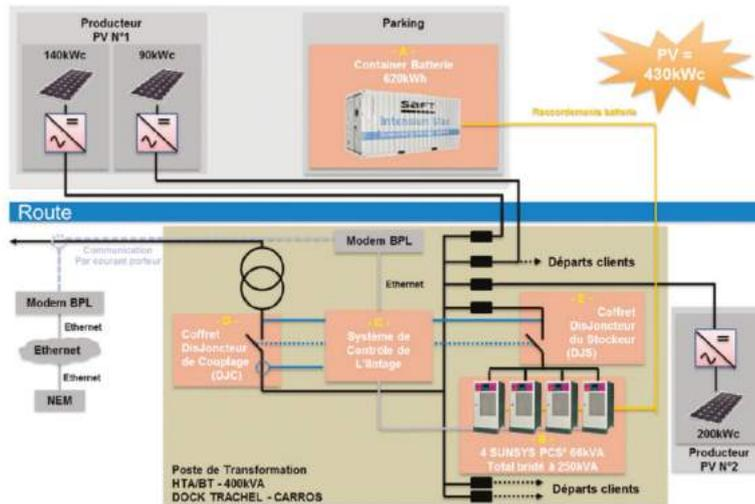 Producteur
PV N°1
140kWc
90kWc
Parking
- A -
Container Batterie
620kWh
saft
Intensium Max
PV =
430kWc
Raccordements batterie
Route
Communication
Par courant porteur
Modem BPL
Ethernet
Départs clients
Modem BPL
Ethernet
Ethernet
Ethernet
NEM
- D -
Coffret
DisJoncteur
de Couplage
(DJC)
- C -
Système de
Contrôle de
L'îlotage
- E -
Coffret
DisJoncteur
du Stockeur
(DJS)
- B -
4 SUNSYS PCS² 66kVA
Total bridé à 250kVA
200kWc
Producteur
PV N°2
Poste de Transformation
HTA/BT - 400kVA
DOCK TRACHEL - CARROS
Départs clients